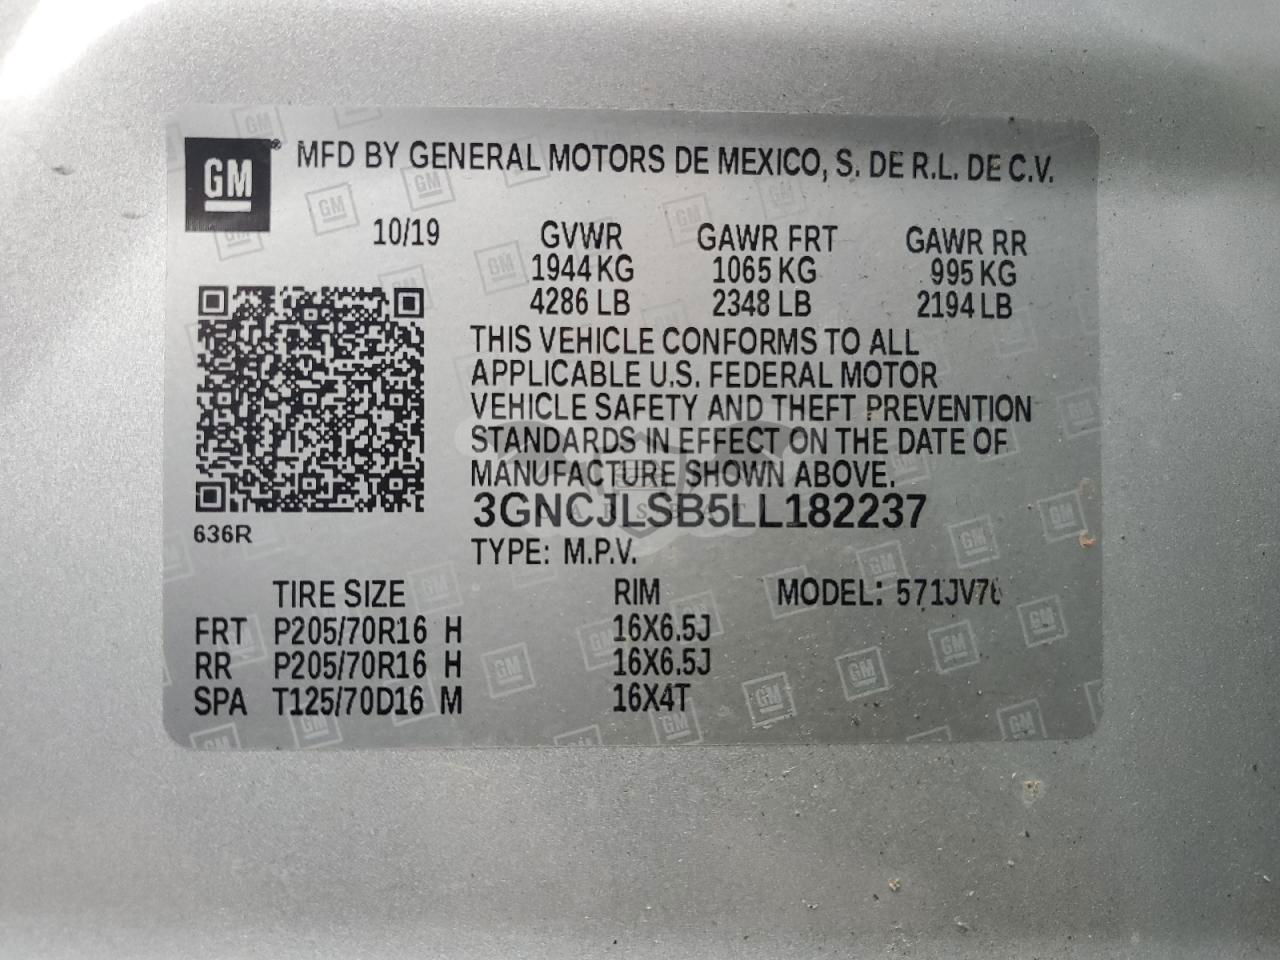 GM® MFD BY GENERAL MOTORS DE MEXICO, S. DE R.L. DE C.V.
10/19 GVWR GAWR FRT GAWR RR
1944 KG 1065 KG 995 KG
4286 LB 2348 LB 2194 LB
THIS VEHICLE CONFORMS TO ALL
APPLICABLE U.S. FEDERAL MOTOR
VEHICLE SAFETY AND THEFT PREVENTION
STANDARDS IN EFFECT ON THE DATE OF
MANUFACTURE SHOWN ABOVE.
3GNCJLSB5LL182237
636R
TYPE: M.P.V.
TIRE SIZE RIM MODEL:
FRT P205/70R16 H 16X6.5J
RR P205/70R16 H 16X6.5J
SPA T125/70D16 M 16X4T